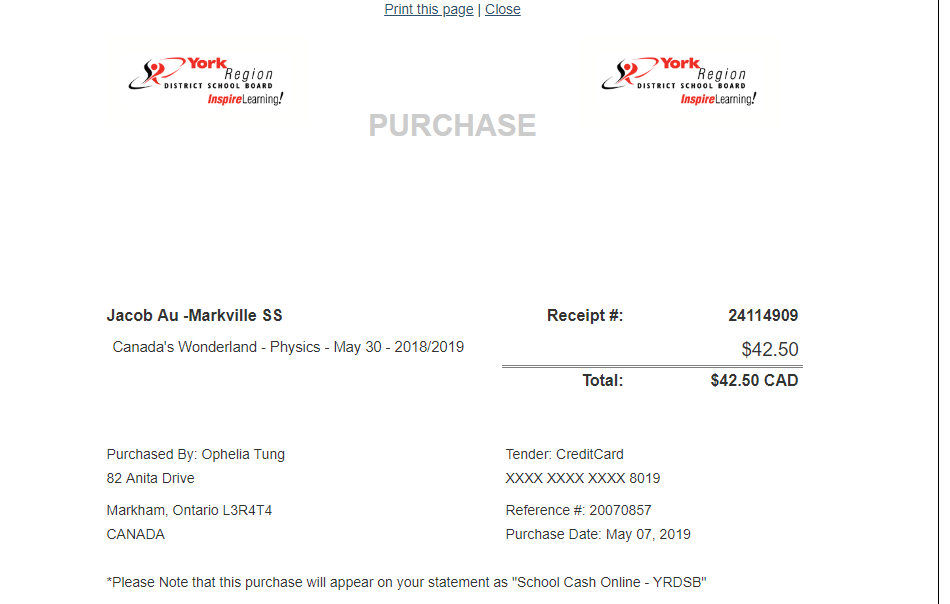 Print this page | Close
York Region
DISTRICT SCHOOL BOARD
InspireLearning!
York Region
DISTRICT SCHOOL BOARD
InspireLearning!
PURCHASE
Jacob Au -Markville SS
Receipt #: 24114909
Canada's Wonderland - Physics - May 30 - 2018/2019
$42.50
Total: $42.50 CAD
Purchased By: Ophelia Tung
Tender: CreditCard
82 Anita Drive
XXXX XXXX XXXX 8019
Markham, Ontario L3R4T4
Reference #: 20070857
CANADA
Purchase Date: May 07, 2019
*Please Note that this purchase will appear on your statement as "School Cash Online - YRDSB"